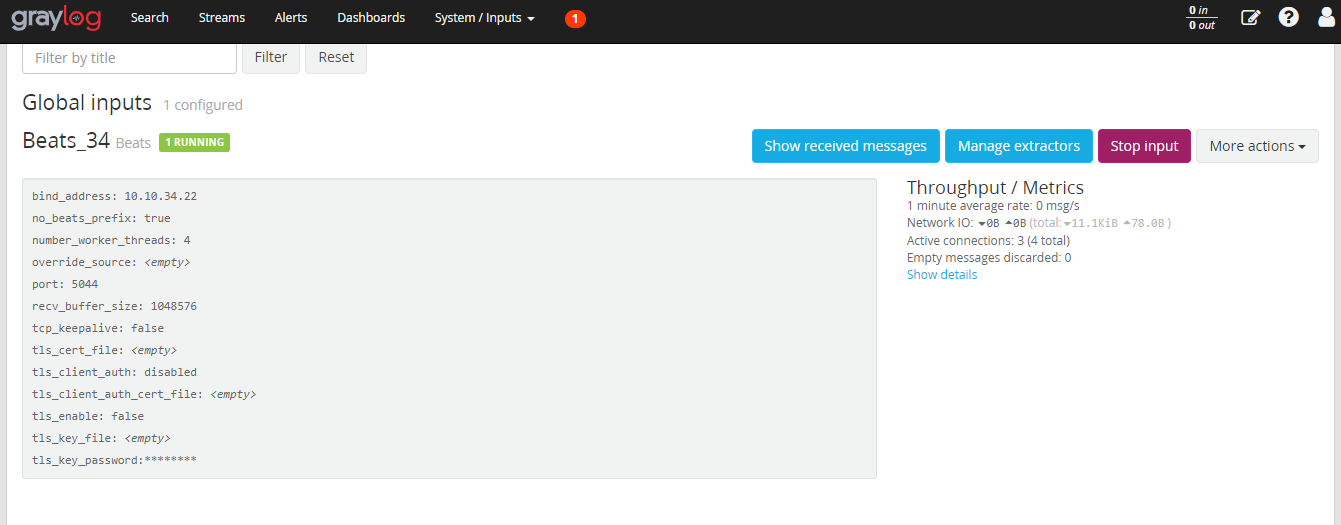 graylog Search Streams Alerts Dashboards System / Inputs 1 0 in
0 out
Filter by title Filter Reset
Global inputs 1 configured
Beats_34 Beats 1 RUNNING Show received messages Manage extractors Stop input More actions
bind_address: 10.10.34.22
no_beats_prefix: true
number_worker_threads: 4
override_source: <empty>
port: 5044
recv_buffer_size: 1048576
tcp_keepalive: false
tls_cert_file: <empty>
tls_client_auth: disabled
tls_client_auth_cert_file: <empty>
tls_enable: false
tls_key_file: <empty>
tls_key_password:********
Throughput / Metrics
1 minute average rate: 0 msg/s
Network IO: 0B 0B (total: 11.1KiB 78.0B )
Active connections: 3 (4 total)
Empty messages discarded: 0
Show details